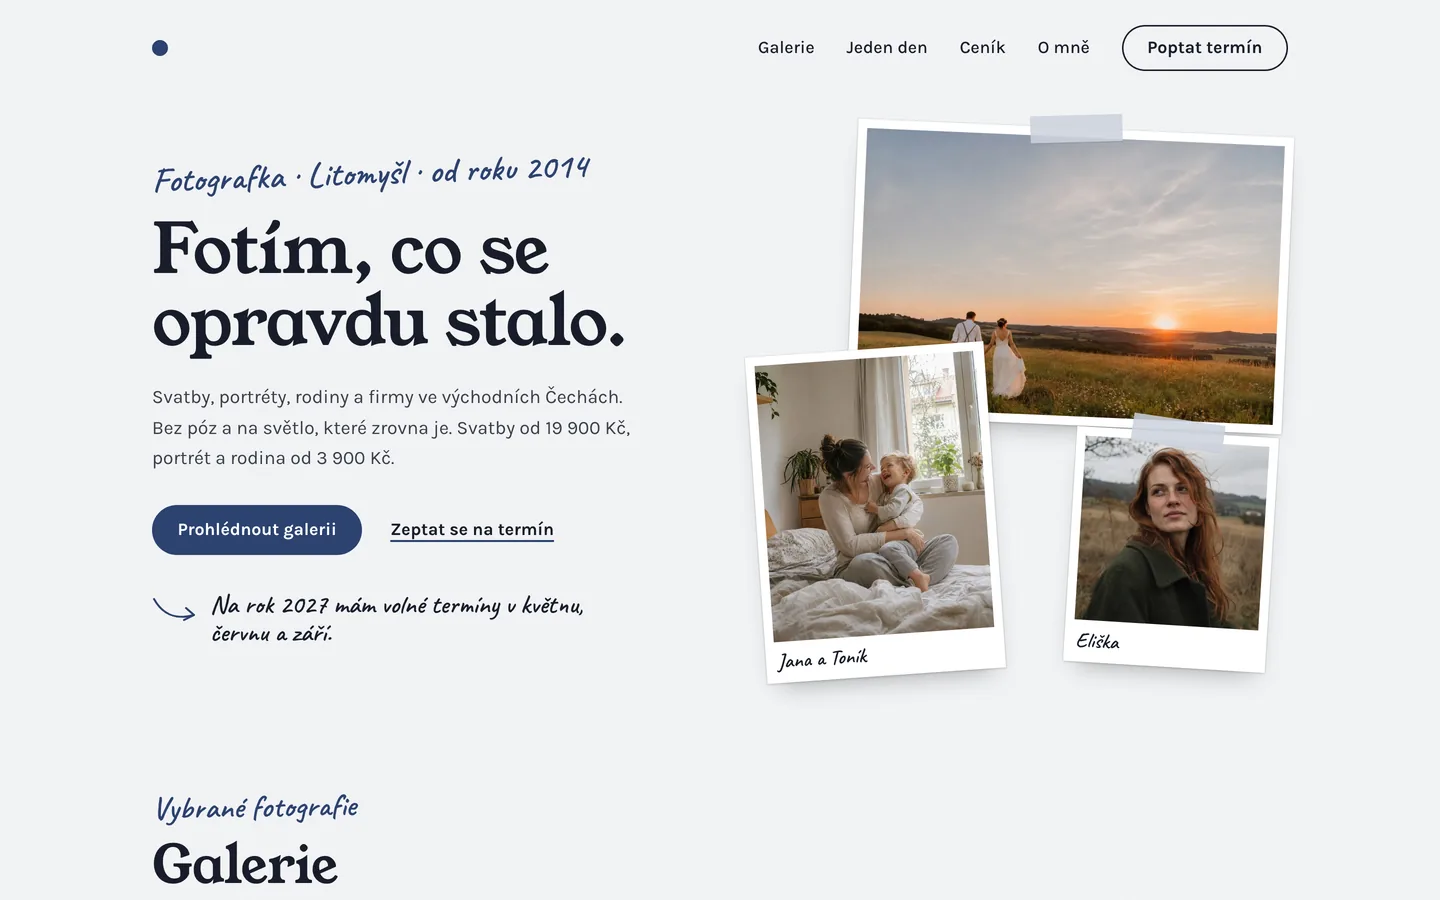 Galerie
Jeden den
Ceník
O mně
Poptat termín
Fotografka · Litomyšl · od roku 2014
Fotím, co se
opravdu stalo.
Svatby, portréty, rodiny a firmy ve východních Čechách.
Bez póz a na světlo, které zrovna je. Svatby od 19 900 Kč,
portrét a rodina od 3 900 Kč.
Prohlédnout galerii
Zeptat se na termín
Na rok 2027 mám volné termíny v květnu,
červnu a září.
Jana a Toník
Eliška
Vybrané fotografie
Galerie